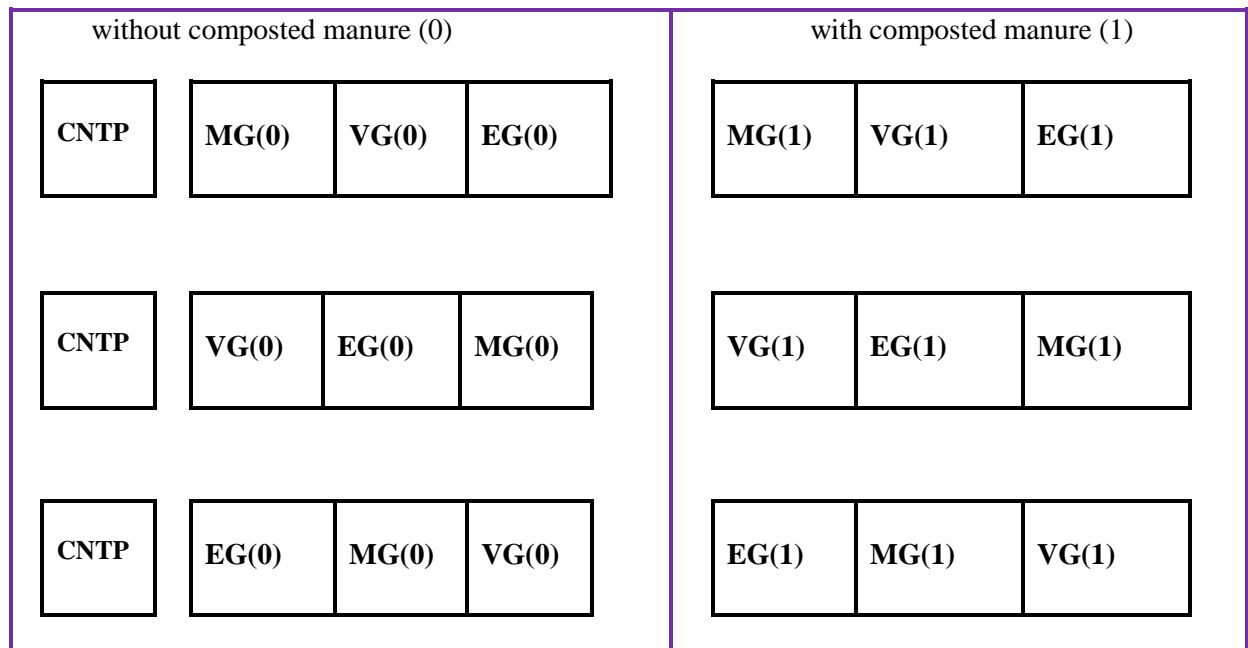 without composted manure (0) with composted manure (1)
CNTP MG(0) VG(0) EG(0) MG(1) VG(1) EG(1)
CNTP VG(0) EG(0) MG(0) VG(1) EG(1) MG(1)
CNTP EG(0) MG(0) VG(0) EG(1) MG(1) VG(1)